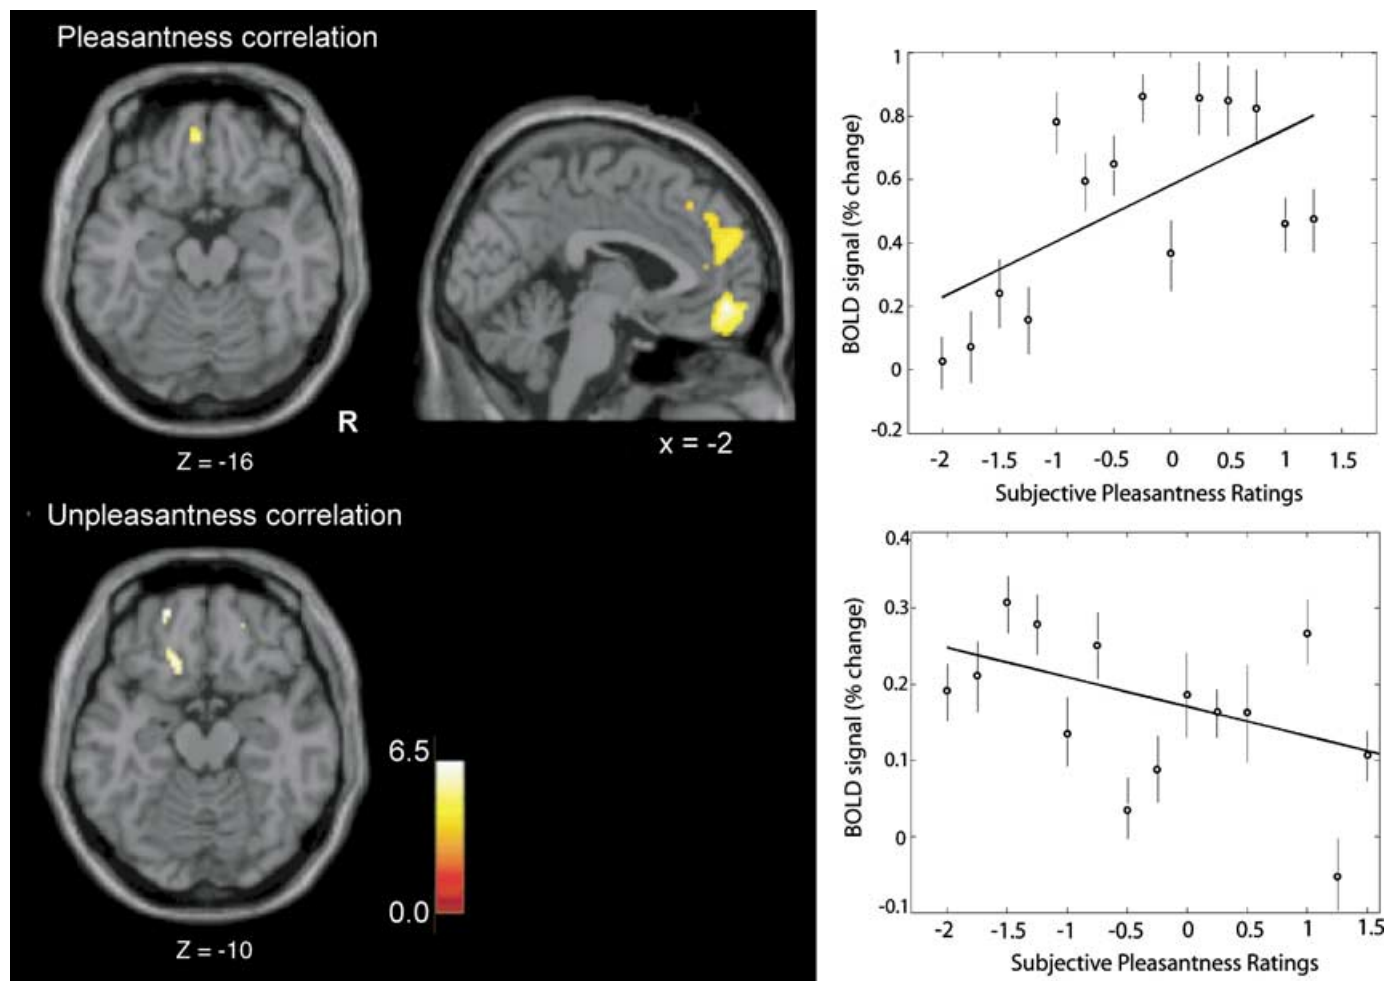 Pleasantness correlation
R
Z = -16
x = -2
Unpleasantness correlation
6.5
0.0
Z = -10
1
0.8
0.6
0.4
0.2
0
-0.2
BOLD signal (% change)
-2 -1.5 -1 -0.5 0 0.5 1 1.5
Subjective Pleasantness Ratings
0.4
0.3
0.2
0.1
0
-0.1
BOLD signal (% change)
-2 -1.5 -1 -0.5 0 0.5 1 1.5
Subjective Pleasantness Ratings